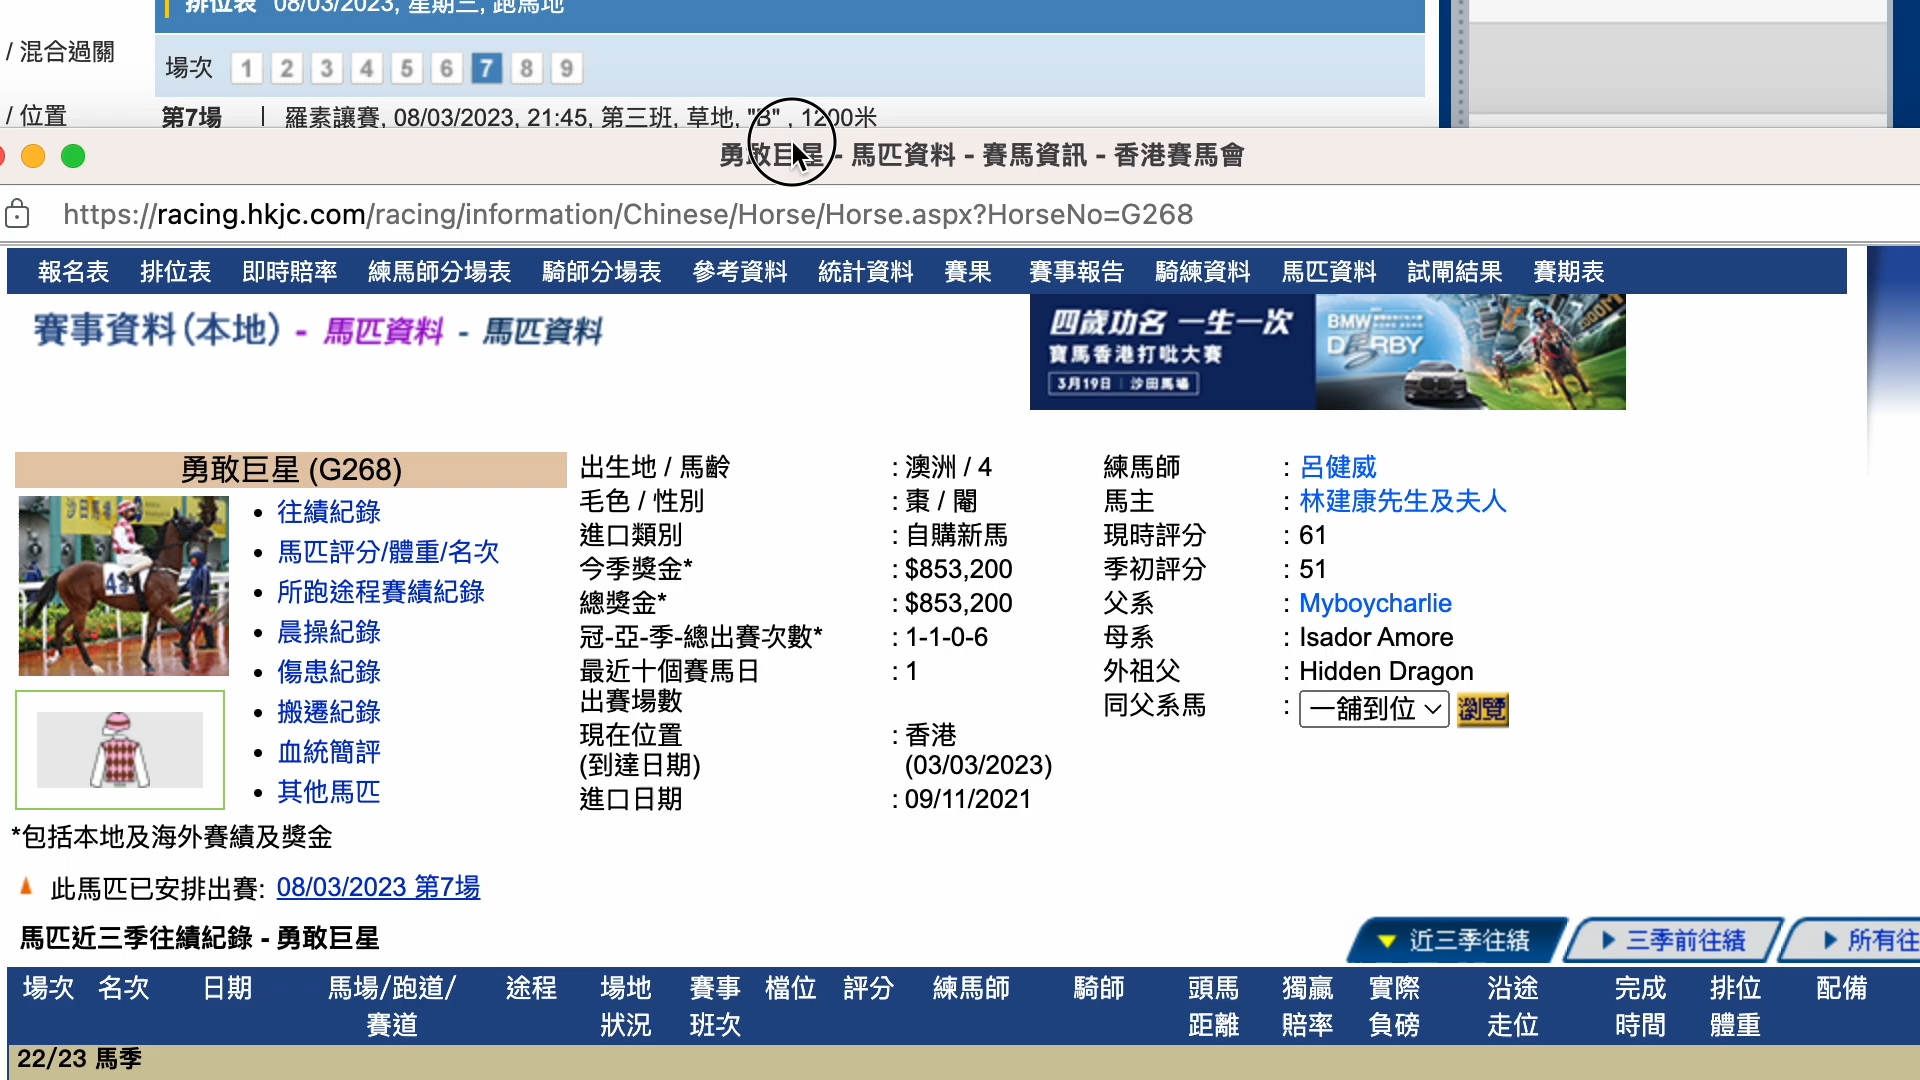 排位表 08/03/2023, 星期三, 跑馬地
/ 混合過關
場次 1 2 3 4 5 6 7 8 9
/ 位置
第7場 | 羅素讓賽, 08/03/2023, 21:45, 第三班, 草地, "B" , 1200米
勇敢巨星 - 馬匹資料 - 賽馬資訊 - 香港賽馬會
https://racing.hkjc.com/racing/information/Chinese/Horse/Horse.aspx?HorseNo=G268
報名表 排位表 即時賠率 練馬師分場表 騎師分場表 參考資料 統計資料 賽果 賽事報告 騎練資料 馬匹資料 試閘結果 賽期表
賽事資料(本地) - 馬匹資料 - 馬匹資料
四歲功名 一生一次
寶馬香港打吡大賽
3月19日 | 沙田馬場
BMW
DERBY
勇敢巨星 (G268)
• 往績紀錄
• 馬匹評分/體重/名次
• 所跑途程賽績紀錄
• 晨操紀錄
• 傷患紀錄
• 搬遷紀錄
• 血統簡評
• 其他馬匹
出生地 / 馬齡 : 澳洲 / 4
毛色 / 性別 : 棗 / 閹
進口類別 : 自購新馬
今季獎金* : $853,200
總獎金* : $853,200
冠-亞-季-總出賽次數* : 1-1-0-6
最近十個賽馬日 : 1
出賽場數
現在位置 : 香港
(到達日期) (03/03/2023)
進口日期 : 09/11/2021
練馬師 : 呂健威
馬主 : 林建康先生及夫人
現時評分 : 61
季初評分 : 51
父系 : Myboycharlie
母系 : Isador Amore
外祖父 : Hidden Dragon
同父系馬 : 一舖到位 瀏覽
*包括本地及海外賽績及獎金
此馬匹已安排出賽: 08/03/2023 第7場
馬匹近三季往績紀錄 - 勇敢巨星
近三季往績 三季前往績 所有往
場次 名次 日期 馬場/跑道/ 途程 場地 賽事 檔位 評分 練馬師 騎師 頭馬 獨贏 實際 沿途 完成 排位 配備
賽道 狀況 班次 距離 賠率 負磅 走位 時間 體重
22/23 馬季